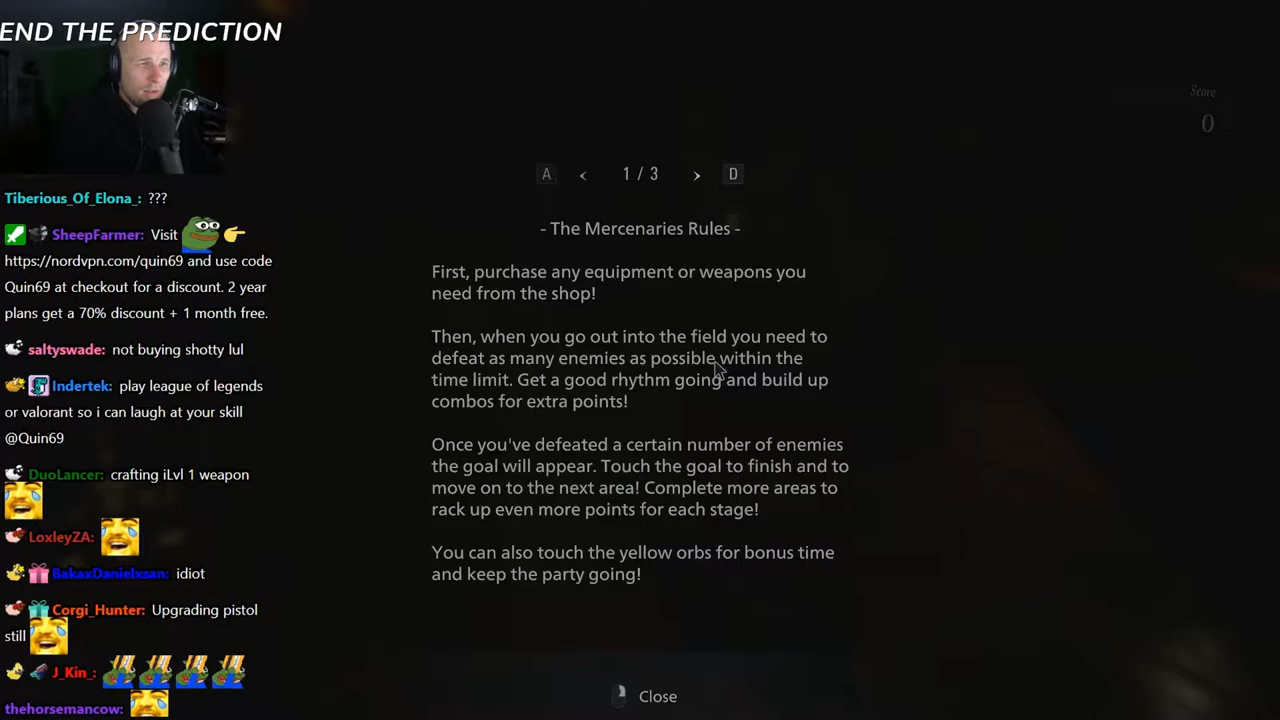 END THE PREDICTION
Score
0
A < 1 / 3 > D
- The Mercenaries Rules -
First, purchase any equipment or weapons you
need from the shop!
Then, when you go out into the field you need to
defeat as many enemies as possible within the
time limit. Get a good rhythm going and build up
combos for extra points!
Once you've defeated a certain number of enemies
the goal will appear. Touch the goal to finish and to
move on to the next area! Complete more areas to
rack up even more points for each stage!
You can also touch the yellow orbs for bonus time
and keep the party going!
Close
Tiberious_Of_Elona_: ???
SheepFarmer: Visit
https://nordvpn.com/quin69 and use code
Quin69 at checkout for a discount. 2 year
plans get a 70% discount + 1 month free.
saltyswade: not buying shotty lul
Indertek: play league of legends
or valorant so i can laugh at your skill
@Quin69
DuoLancer: crafting iLvl 1 weapon
LoxleyZA:
BakaxDanielxsan: idiot
Corgi_Hunter: Upgrading pistol
still
J_Kin_:
thehorsemancow: